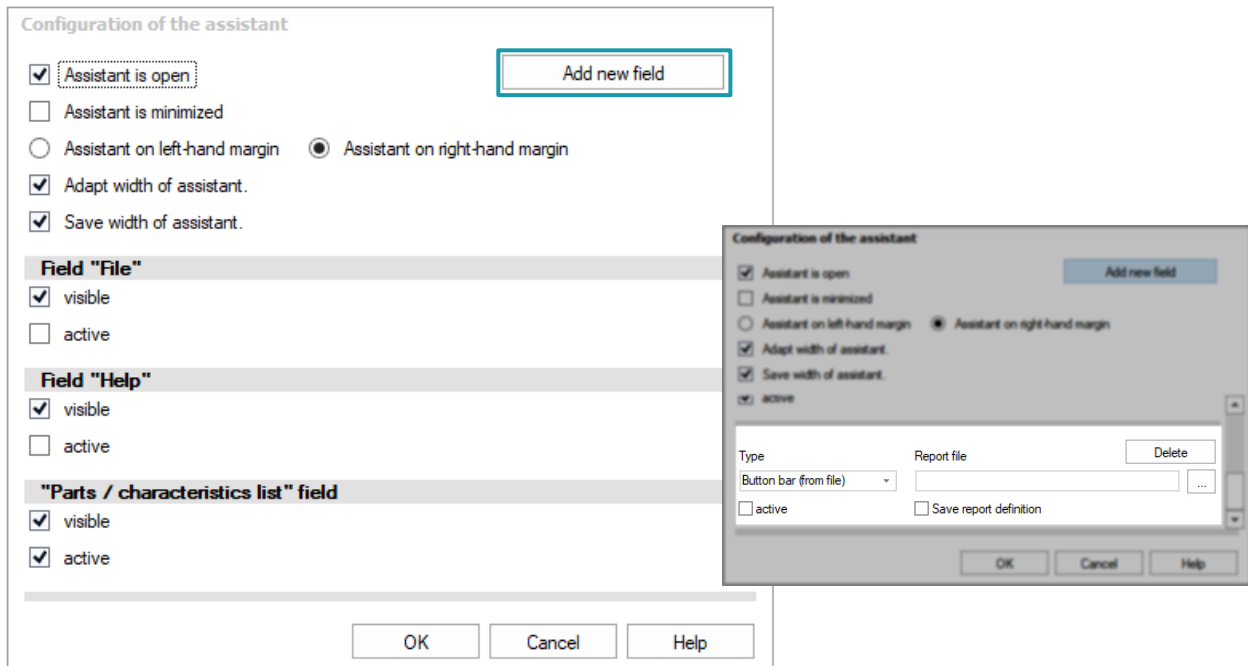 Configuration of the assistant
Assistant is open
Add new field
Assistant is minimized
Assistant on left-hand margin
Assistant on right-hand margin
Adapt width of assistant.
Save width of assistant.
Field "File"
visible
active
Field "Help"
visible
active
"Parts / characteristics list" field
visible
active
OK
Cancel
Help
Configuration of the assistant
Assistant is open
Add new field
Assistant is minimized
Assistant on left-hand margin
Assistant on right-hand margin
Adapt width of assistant.
Save width of assistant.
active
Type
Report file
Delete
Button bar (from file)
...
active
Save report definition
OK
Cancel
Help